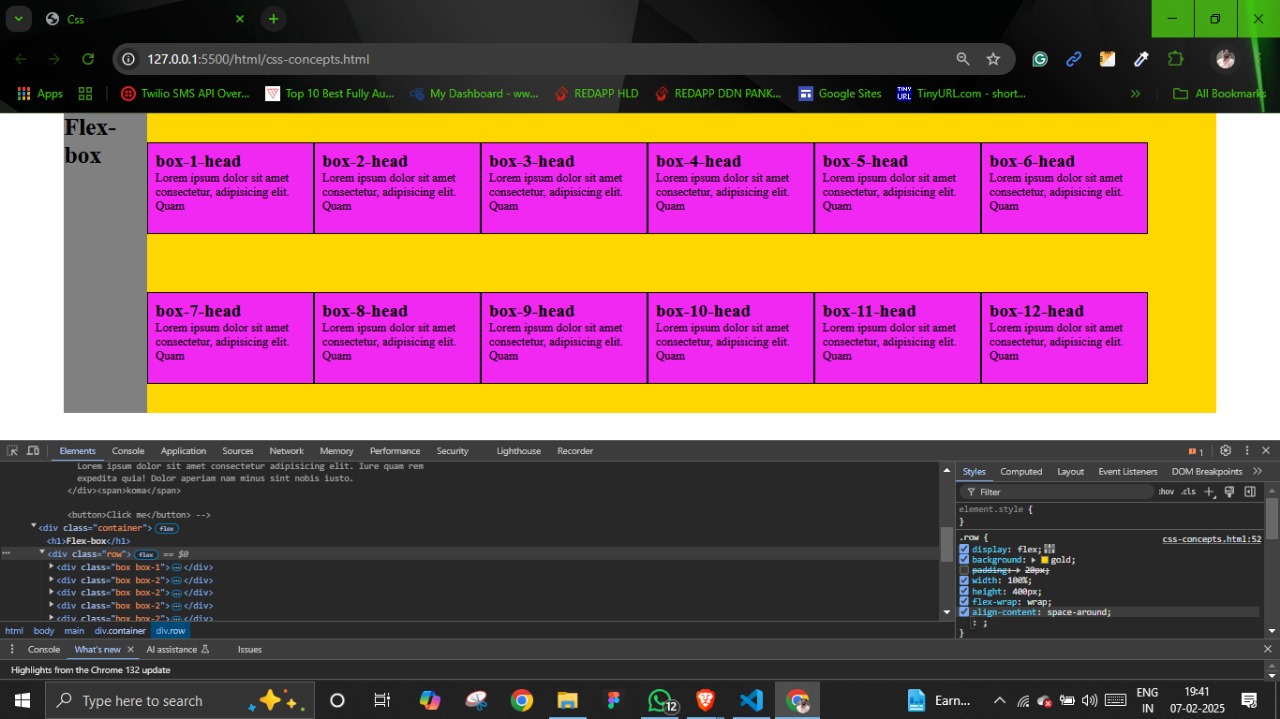 Css
127.0.0.1:5500/html/css-concepts.html
Apps
Twilio SMS API Over...
Top 10 Best Fully Au...
My Dashboard - ww...
REDAPP HLD
REDAPP DDN PANK...
Google Sites
TINY URL
TinyURL.com - short...
»
All Bookmarks
Flex-
box
box-1-head
Lorem ipsum dolor sit amet
consectetur, adipisicing elit.
Quam
box-2-head
Lorem ipsum dolor sit amet
consectetur, adipisicing elit.
Quam
box-3-head
Lorem ipsum dolor sit amet
consectetur, adipisicing elit.
Quam
box-4-head
Lorem ipsum dolor sit amet
consectetur, adipisicing elit.
Quam
box-5-head
Lorem ipsum dolor sit amet
consectetur, adipisicing elit.
Quam
box-6-head
Lorem ipsum dolor sit amet
consectetur, adipisicing elit.
Quam
box-7-head
Lorem ipsum dolor sit amet
consectetur, adipisicing elit.
Quam
box-8-head
Lorem ipsum dolor sit amet
consectetur, adipisicing elit.
Quam
box-9-head
Lorem ipsum dolor sit amet
consectetur, adipisicing elit.
Quam
box-10-head
Lorem ipsum dolor sit amet
consectetur, adipisicing elit.
Quam
box-11-head
Lorem ipsum dolor sit amet
consectetur, adipisicing elit.
Quam
box-12-head
Lorem ipsum dolor sit amet
consectetur, adipisicing elit.
Quam
Elements Console Application Sources Network Memory Performance Security Lighthouse Recorder
1
Lorem ipsum dolor sit amet consectetur adipisicing elit. Iure quam rem
expedita quia! Dolor aperiam nam minus sint nobis iusto.
</div><span>koma</span>
<button>Click me</button> -->
<div class="container"> flex
<h1>Flex-box</h1>
<div class="row"> flex == $0
<div class="box box-1"> </div>
<div class="box box-2"> </div>
<div class="box box-2"> </div>
<div class="box box-2"> </div>
<div class="box box-2"> </div>
html body main div.container div.row
Styles Computed Layout Event Listeners DOM Breakpoints »
Filter :hov .cls
element.style {
}
.row { css-concepts.html:52
display: flex;
background: gold;
padding: 20px;
width: 100%;
height: 400px;
flex-wrap: wrap;
align-content: space-around;
: ;
}
Console What's new AI assistance Issues
Highlights from the Chrome 132 update
Type here to search
12
Earn...
ENG
IN
19:41
07-02-2025